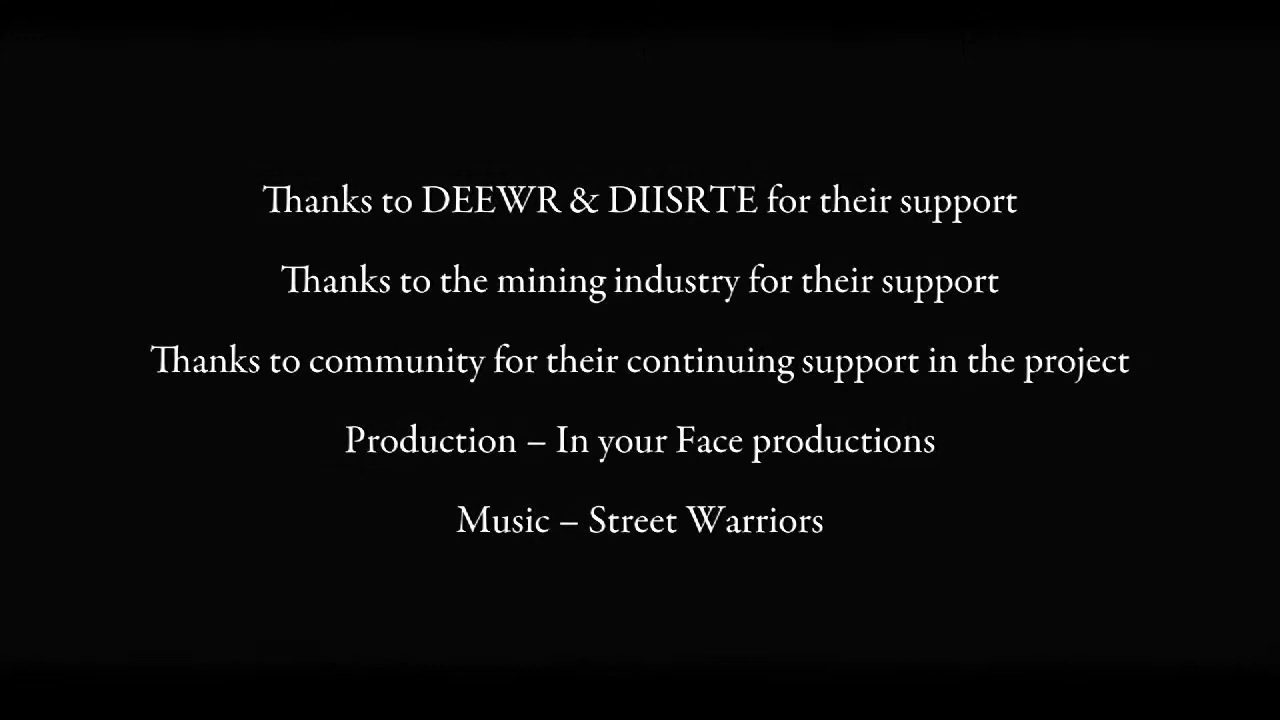 Thanks to DEEWR & DIISRTE for their support
Thanks to the mining industry for their support
Thanks to community for their continuing support in the project
Production – In your Face productions
Music – Street Warriors